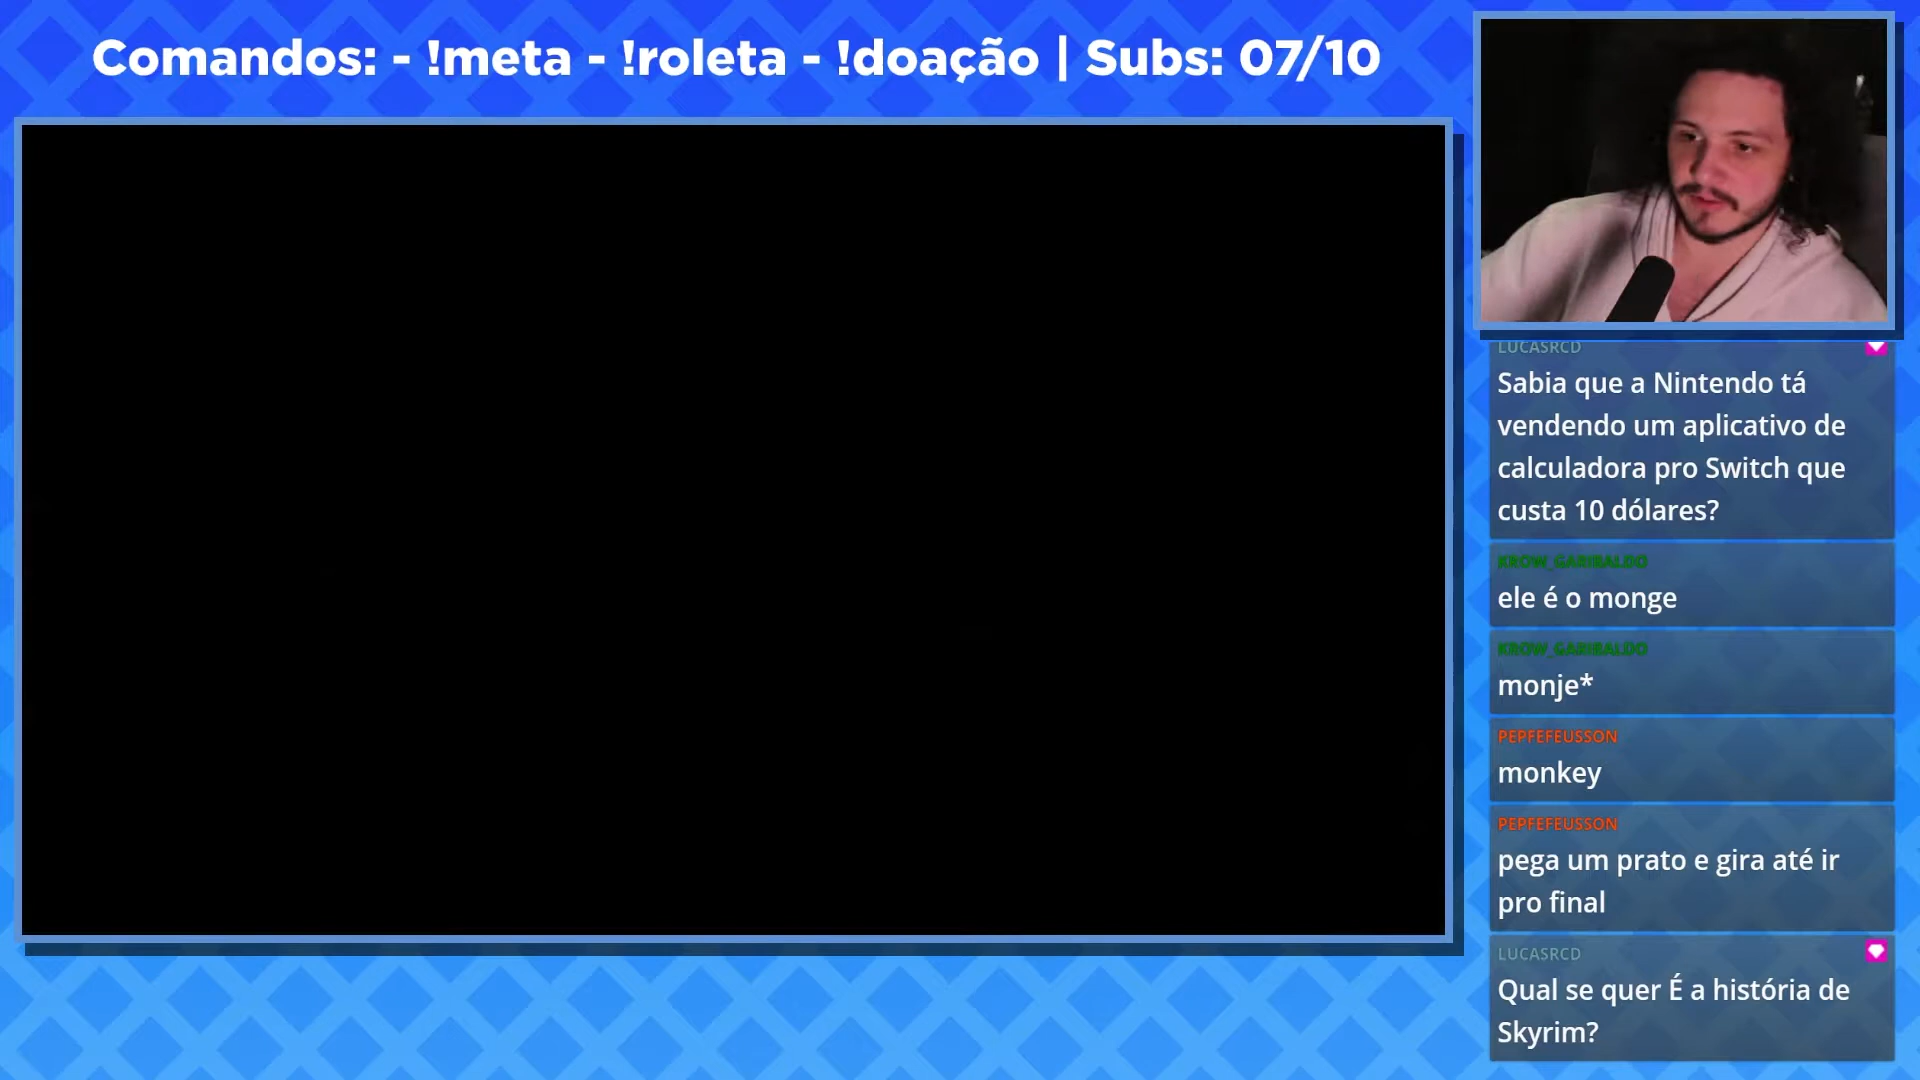 Comandos: - !meta - !roleta - !doação | Subs: 07/10
LUCASRCD
Sabia que a Nintendo tá
vendendo um aplicativo de
calculadora pro Switch que
custa 10 dólares?
KROW_GARIBALDO
ele é o monge
KROW_GARIBALDO
monje*
PEPFEFEUSSON
monkey
PEPFEFEUSSON
pega um prato e gira até ir
pro final
LUCASRCD
Qual se quer É a história de
Skyrim?